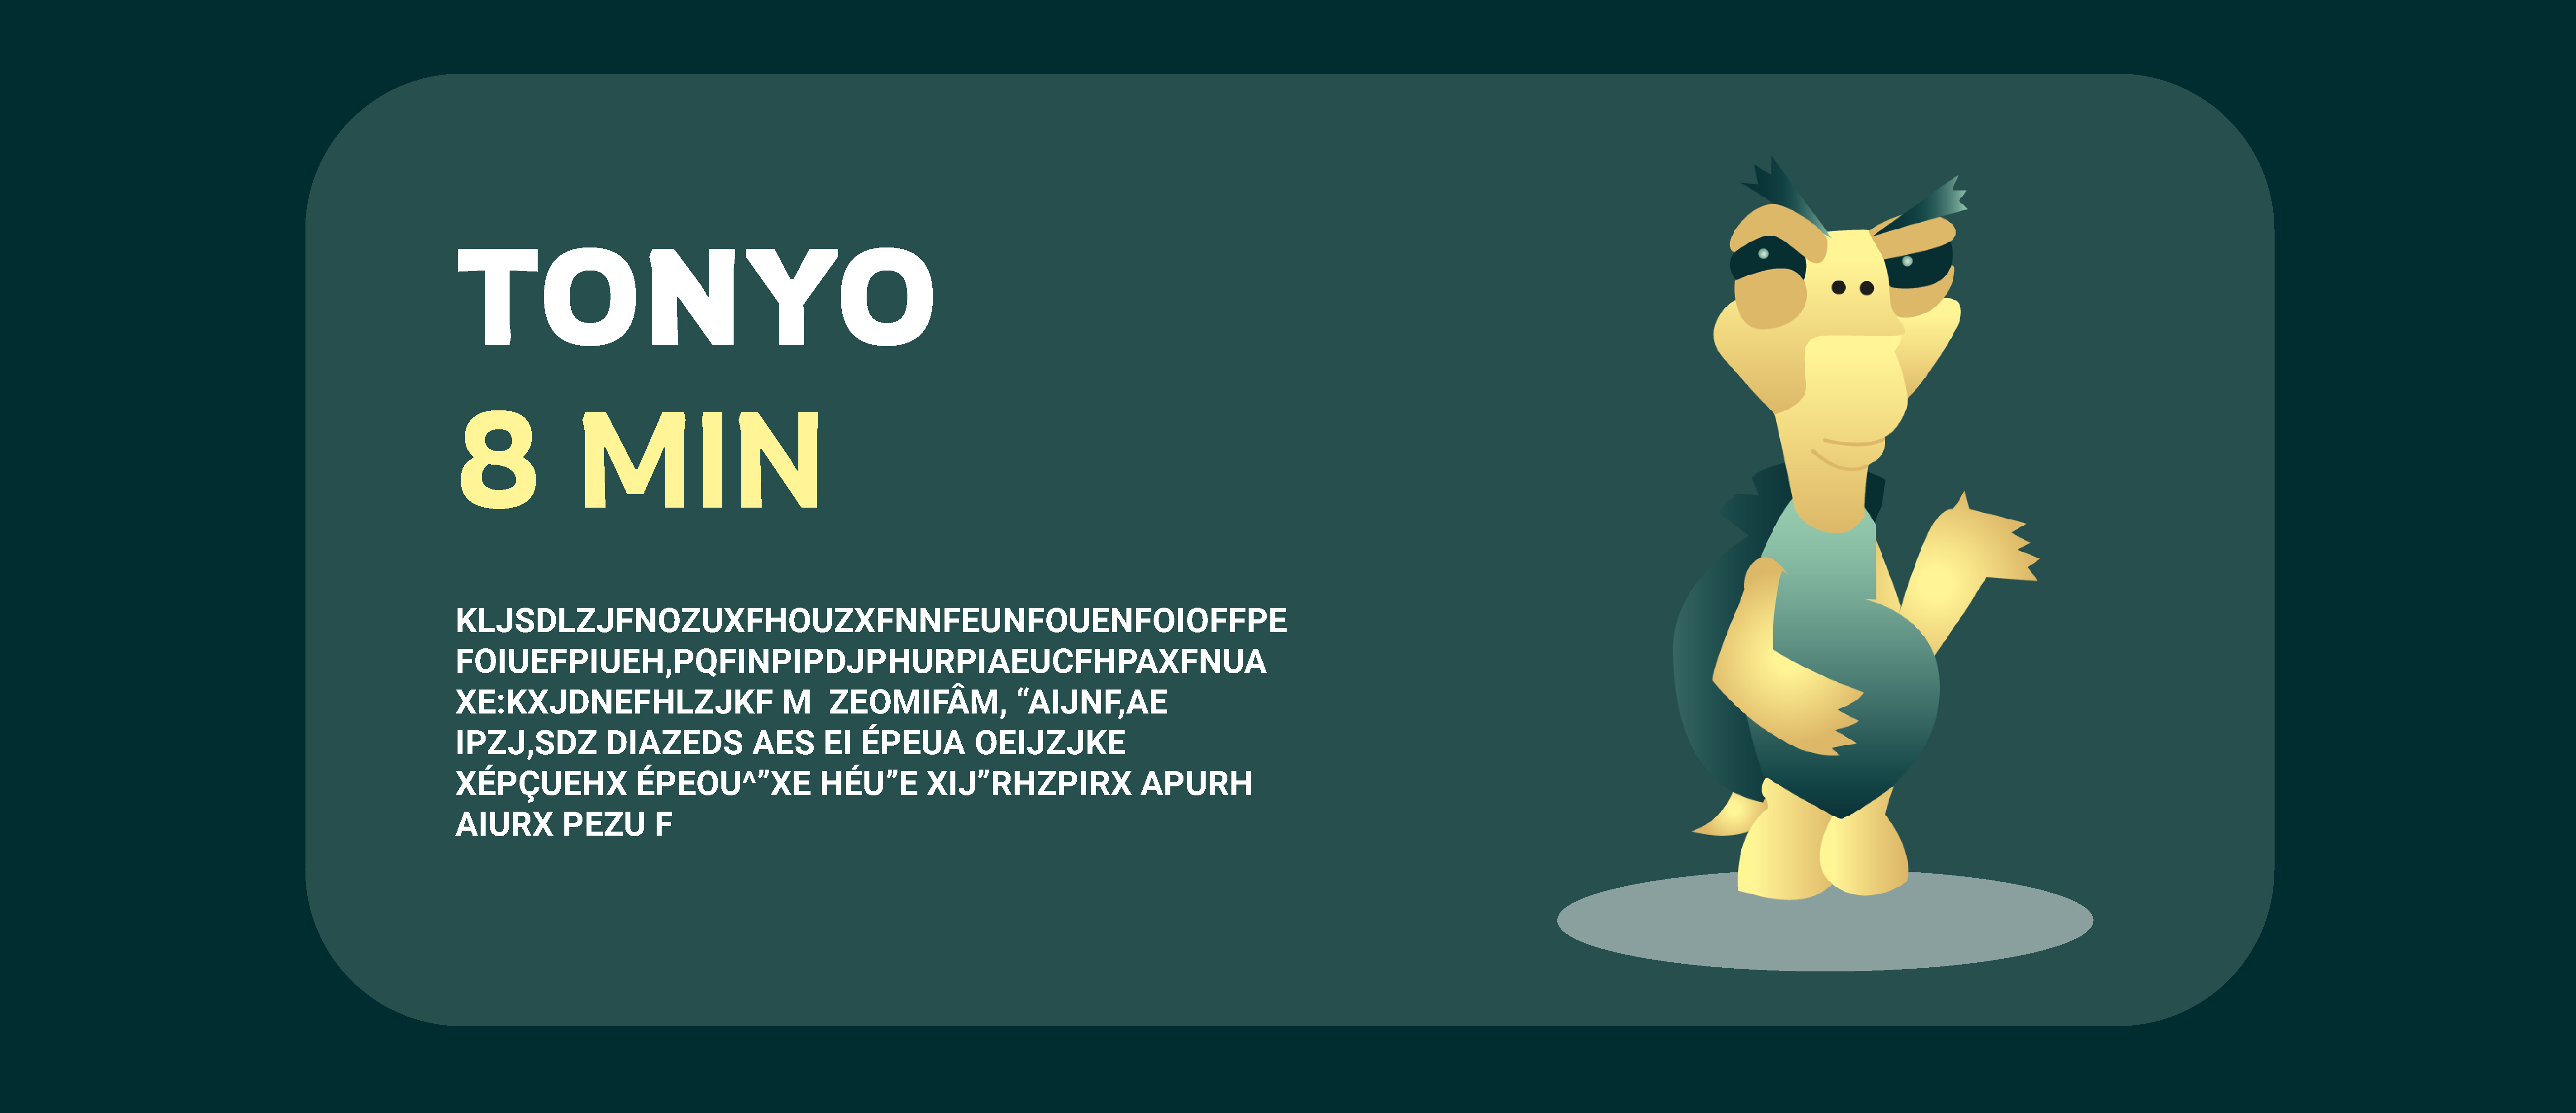 TONYO
8 MIN
KLJSDLZJFNOZUXFHOUZXFNNFEUNFOUENFOIOFFPE
FOIUEFPIUEH,PQFINPIPDJPHURPIAEUCFHPAXFNUA
XE:KXJDNEFHLZJKF M  ZEOMIFÂM, “AIJNF,AE
IPZJ,SDZ DIAZEDS AES EI ÉPEUA OEIJZJKE
XÉPÇUEHX ÉPEOU^”XE HÉU”E XIJ”RHZPIRX APURH
AIURX PEZU F